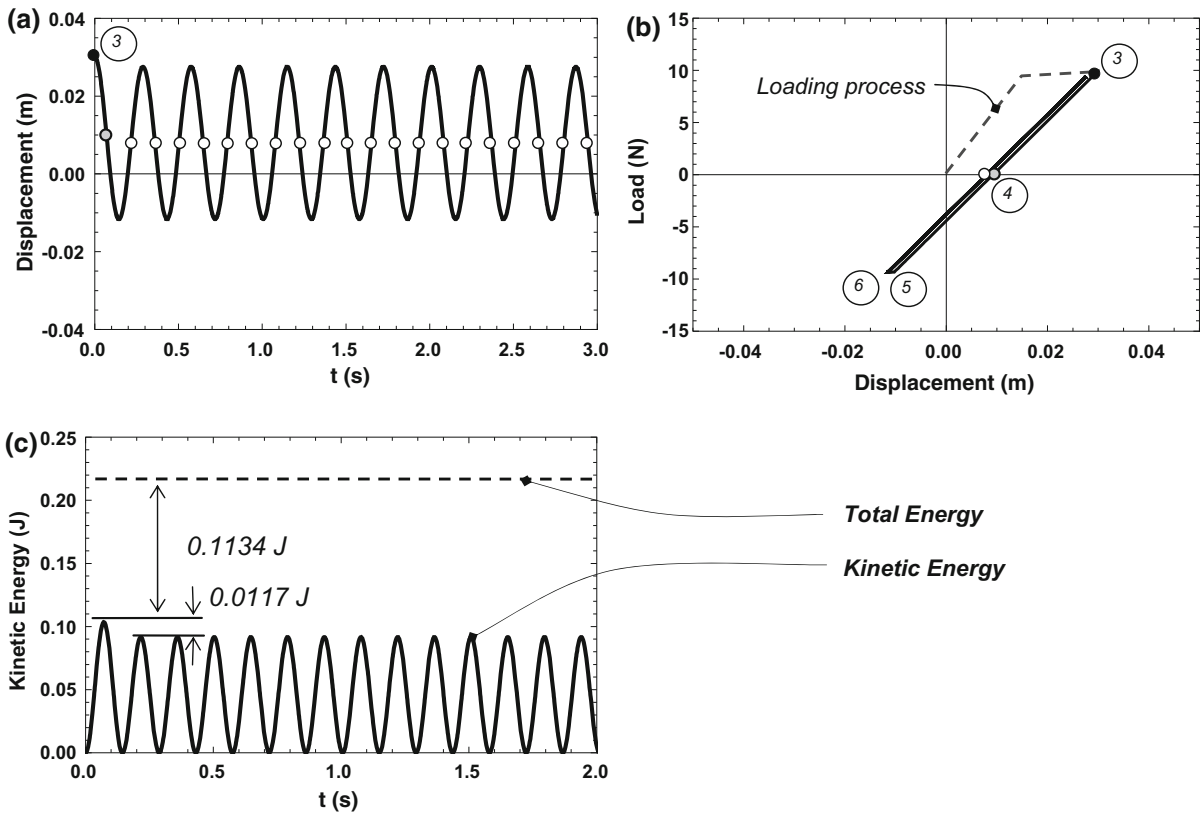 (a)
Displacement (m)
0.04
0.02
0.00
-0.02
-0.04
3
0.0 0.5 1.0 1.5 2.0 2.5 3.0
t (s)
(b)
Load (N)
15
10
5
0
-5
-10
-15
Loading process
3
4
6 5
-0.04 -0.02 0.00 0.02 0.04
Displacement (m)
(c)
Kinetic Energy (J)
0.25
0.20
0.15
0.10
0.05
0.00
0.1134 J
0.0117 J
Total Energy
Kinetic Energy
0.0 0.5 1.0 1.5 2.0
t (s)